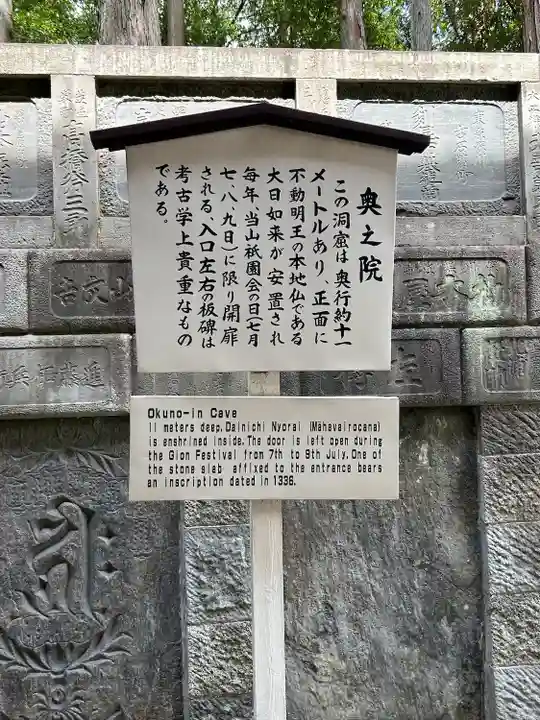 奥之院
この洞窟は奥行約十一
メートルあり、正面に
不動明王の本地仏である
大日如来が安置され
毎年、当山祇園会の日(七月
七、八、九日)に限り開扉
される、入口左右の板碑は
考古学上貴重なもの
である。
Okuno-in Cave
11 meters deep. Dainichi Nyorai (Mahavairocana)
is enshrined inside. The door is left open during
the Gion Festival from 7th to 9th July. One of
the stone slab affixed to the entrance bears
an inscription dated in 1336.